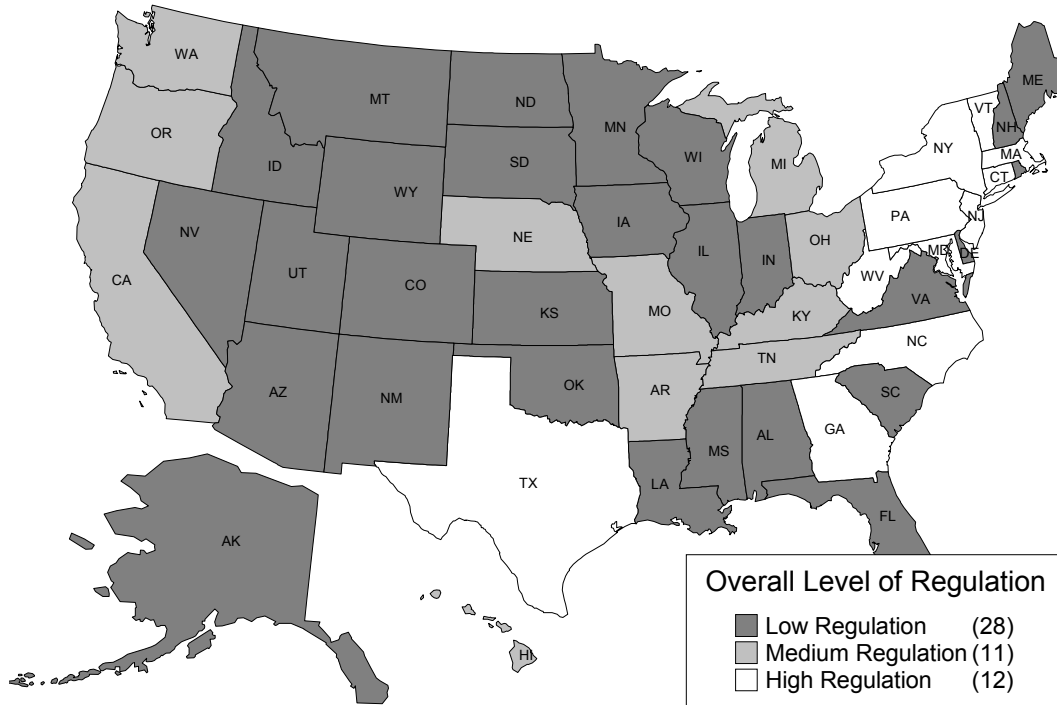 WA
MT
ND
MN
ME
VT
NH
OR
ID
SD
WI
NY
MA
MI
CT
WY
IA
PA
NJ
NV
NE
OH
MD
DE
UT
IL
IN
WV
CA
CO
VA
KS
MO
KY
NC
TN
AZ
NM
OK
AR
SC
MS
AL
GA
TX
LA
FL
AK
HI
Overall Level of Regulation
Low Regulation (28)
Medium Regulation (11)
High Regulation (12)